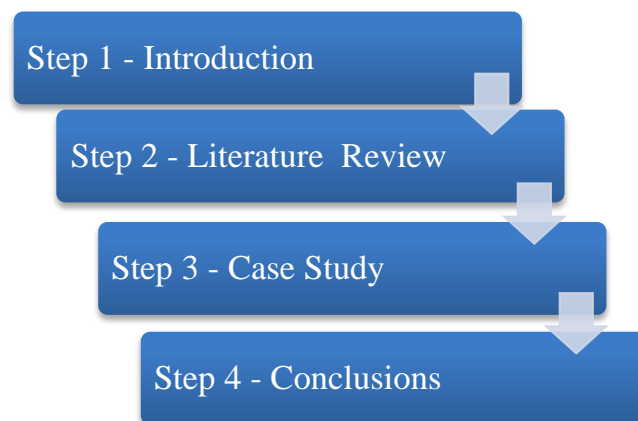 Step 1 - Introduction
Step 2 - Literature  Review
Step 3 - Case Study
Step 4 - Conclusions